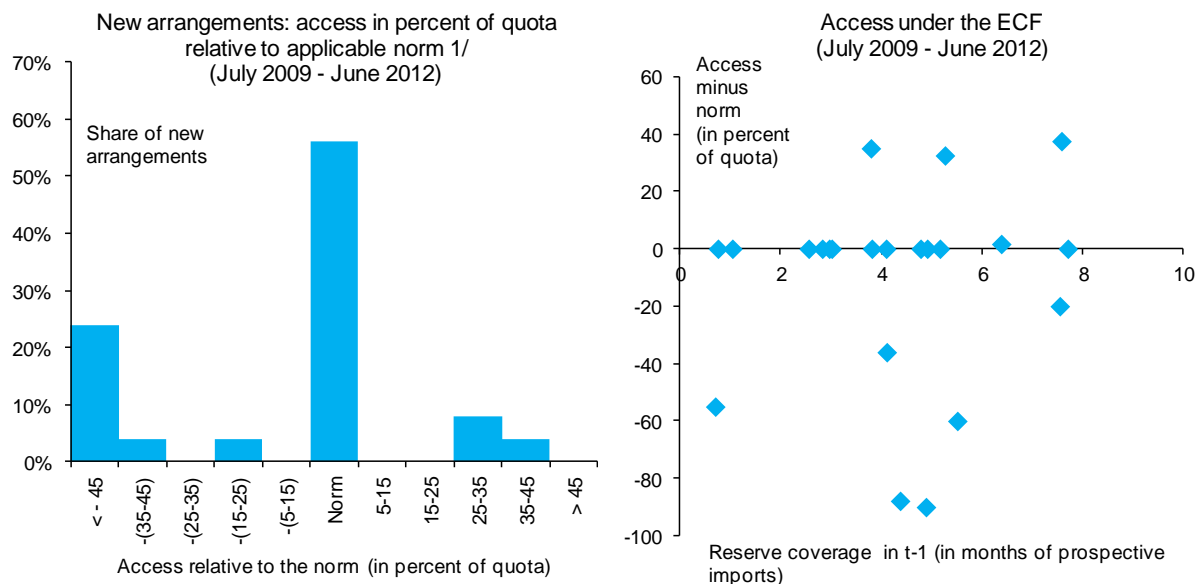 New arrangements: access in percent of quota
relative to applicable norm 1/
(July 2009 - June 2012)
70%
60%
50%
40%
30%
20%
10%
0%
Share of new
arrangements
< - 45
-(35-45)
-(25-35)
-(15-25)
-(5-15)
Norm
5-15
15-25
25-35
35-45
> 45
Access relative to the norm (in percent of quota)
Access under the ECF
(July 2009 - June 2012)
60
40
20
0
-20
-40
-60
-80
-100
Access
minus
norm
(in percent
of quota)
0
2
4
6
8
10
Reserve coverage in t-1 (in months of prospective
imports)